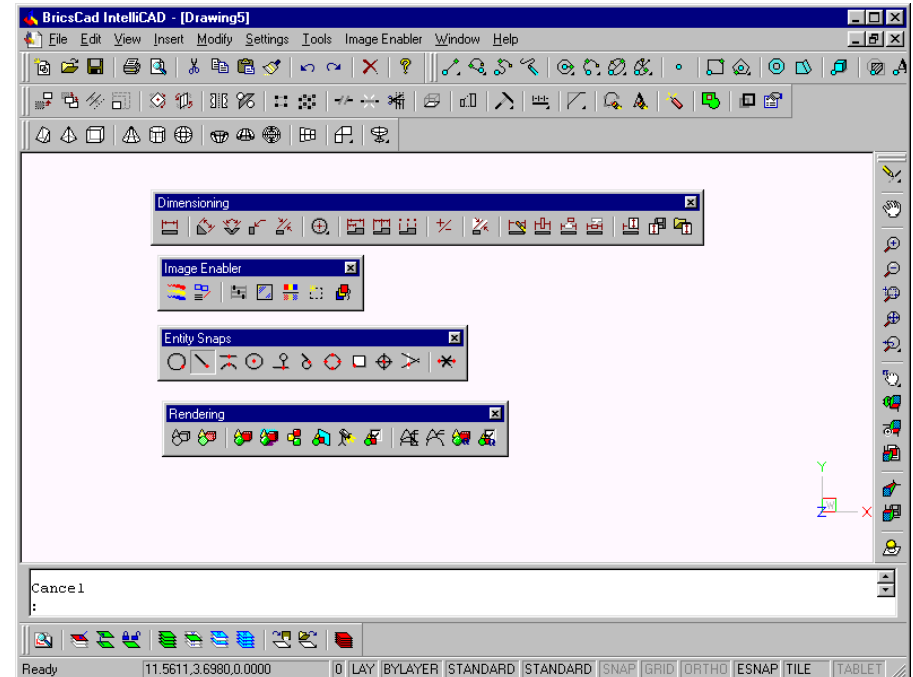 BricsCad IntelliCAD - [Drawing5]
File Edit View Insert Modify Settings Tools Image Enabler Window Help
Dimensioning
Image Enabler
Entity Snaps
Rendering
Y
W
Z X
Cancel
:
Ready 11.5611,3.6980,0.0000 0 LAY BYLAYER STANDARD STANDARD SNAP GRID ORTHO ESNAP TILE TABLET